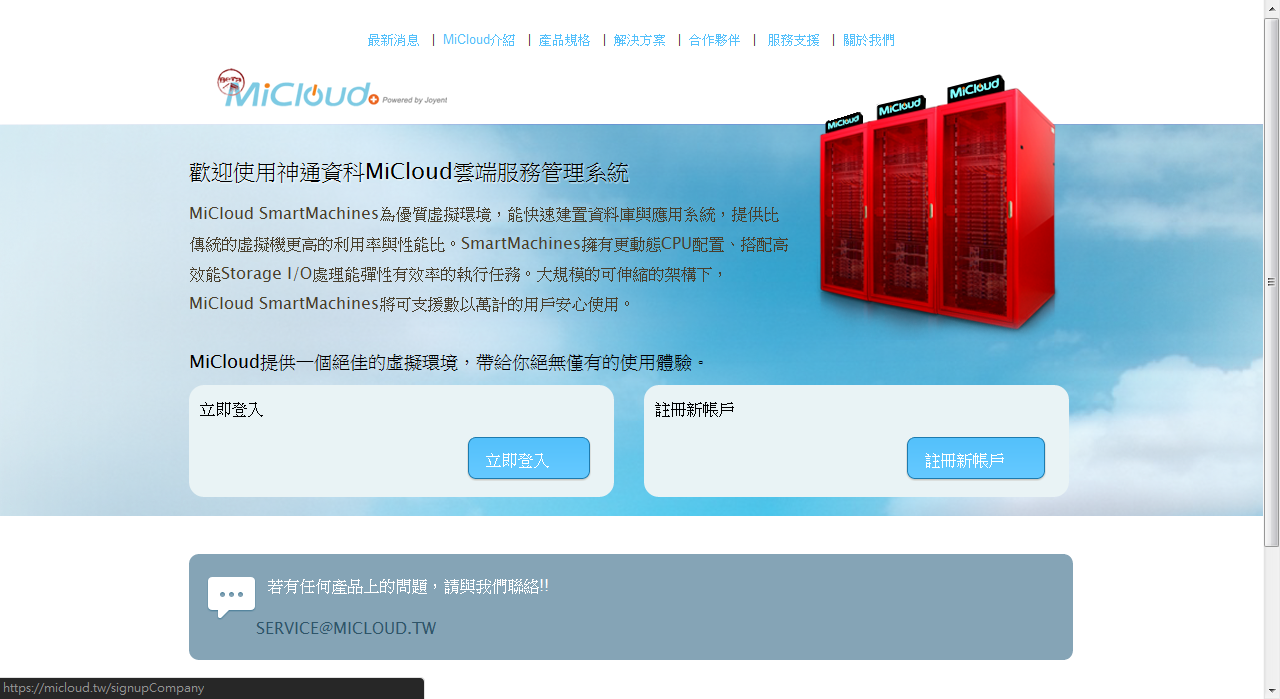 最新消息 | MiCloud介紹 | 產品規格 | 解決方案 | 合作夥伴 | 服務支援 | 關於我們
MiCloud Powered by Joyent
MiCloud MiCloud MiCloud
歡迎使用神通資科MiCloud雲端服務管理系統
MiCloud SmartMachines為優質虛擬環境，能快速建置資料庫與應用系統，提供比
傳統的虛擬機更高的利用率與性能比。SmartMachines擁有更動態CPU配置、搭配高
效能Storage I/O處理能彈性有效率的執行任務。大規模的可伸縮的架構下，
MiCloud SmartMachines將可支援數以萬計的用戶安心使用。
MiCloud提供一個絕佳的虛擬環境，帶給你絕無僅有的使用體驗。
立即登入
立即登入
註冊新帳戶
註冊新帳戶
若有任何產品上的問題，請與我們聯絡!!
SERVICE@MICLOUD.TW
https://micloud.tw/signupCompany